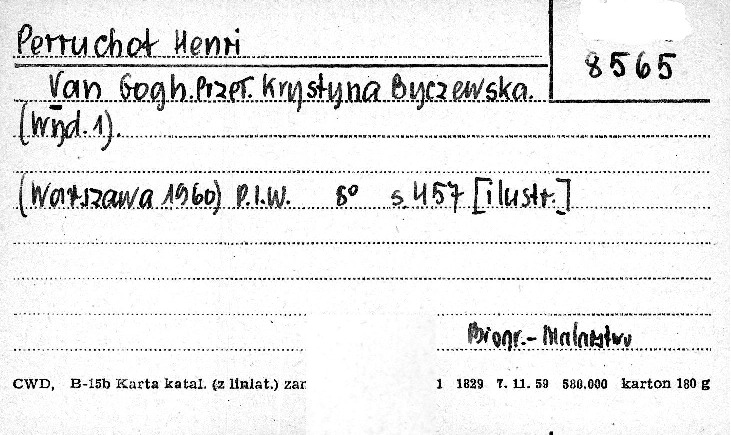 Perruchot Henri
8565
Van Gogh. Przeł. Krystyna Byczewska.
(Wyd. 1).
(Warszawa 1960) P.I.W. 8° s 457 [ilustr.]
Biogr. - Malarstwo
CWD, B-15b Karta katal. (z liniat.) zam
1 1829 7. 11. 59 580.000 karton 180 g